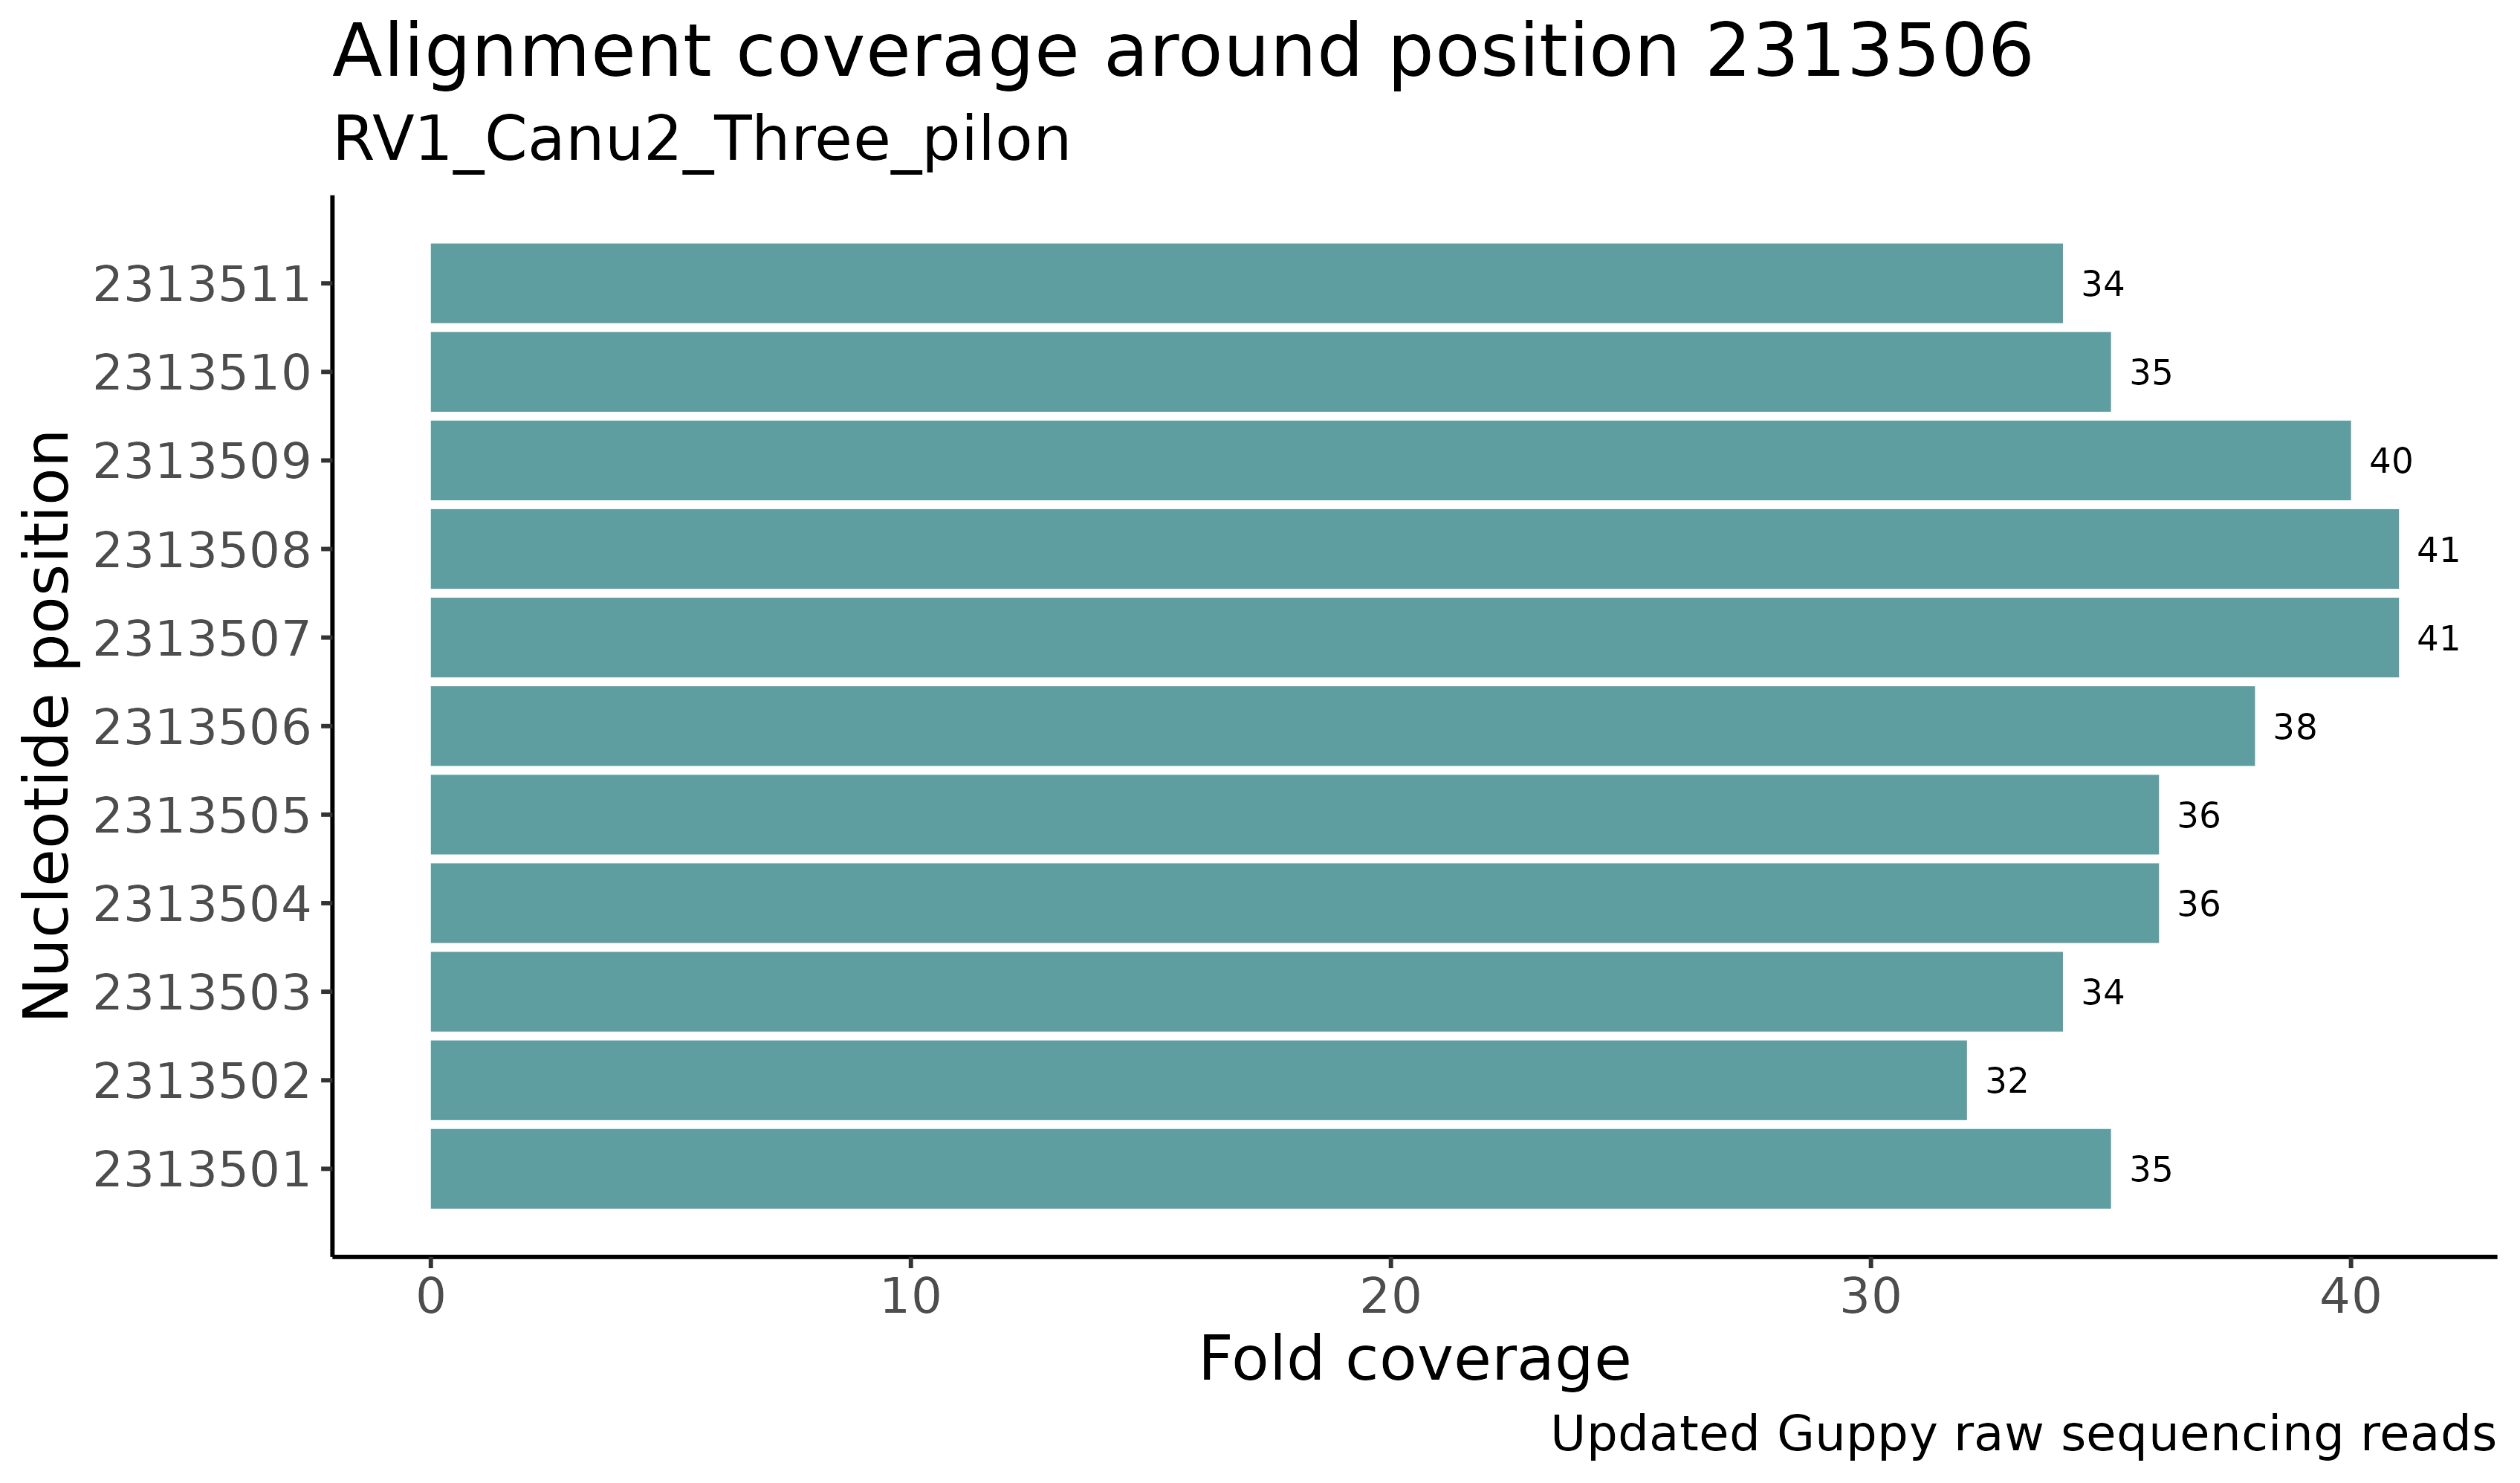 Alignment coverage around position 2313506
RV1_Canu2_Three_pilon
Nucleotide position
2313511 34
2313510 35
2313509 40
2313508 41
2313507 41
2313506 38
2313505 36
2313504 36
2313503 34
2313502 32
2313501 35
0 10 20 30 40
Fold coverage
Updated Guppy raw sequencing reads